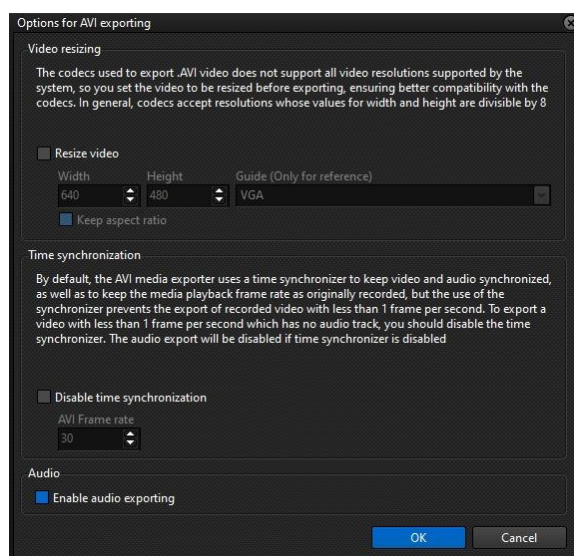 Options for AVI exporting
Video resizing
The codecs used to export .AVI video does not support all video resolutions supported by the
system, so you set the video to be resized before exporting, ensuring better compatibility with the
codecs. In general, codecs accept resolutions whose values for width and height are divisible by 8
Resize video
Width Height Guide (Only for reference)
640 480 VGA
Keep aspect ratio
Time synchronization
By default, the AVI media exporter uses a time synchronizer to keep video and audio synchronized,
as well as to keep the media playback frame rate as originally recorded, but the use of the
synchronizer prevents the export of recorded video with less than 1 frame per second. To export a
video with less than 1 frame per second which has no audio track, you should disable the time
synchronizer. The audio export will be disabled if time synchronizer is disabled
Disable time synchronization
AVI Frame rate
30
Audio
Enable audio exporting
OK Cancel